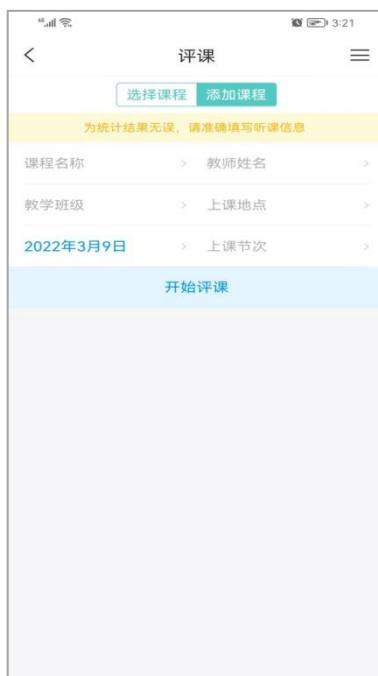 3:21
评课
选择课程 添加课程
为统计结果无误，请准确填写听课信息
课程名称 > 教师姓名 >
教学班级 > 上课地点 >
2022年3月9日 > 上课节次 >
开始评课